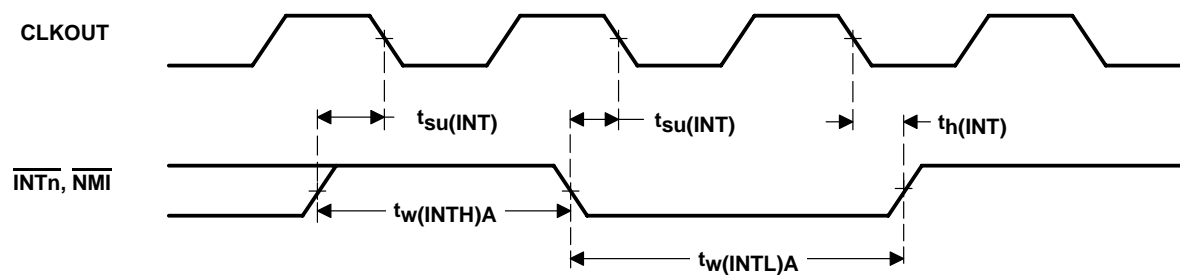 CLKOUT
tsu(INT)
tsu(INT)
th(INT)
INTn, NMI
tw(INTH)A
tw(INTL)A